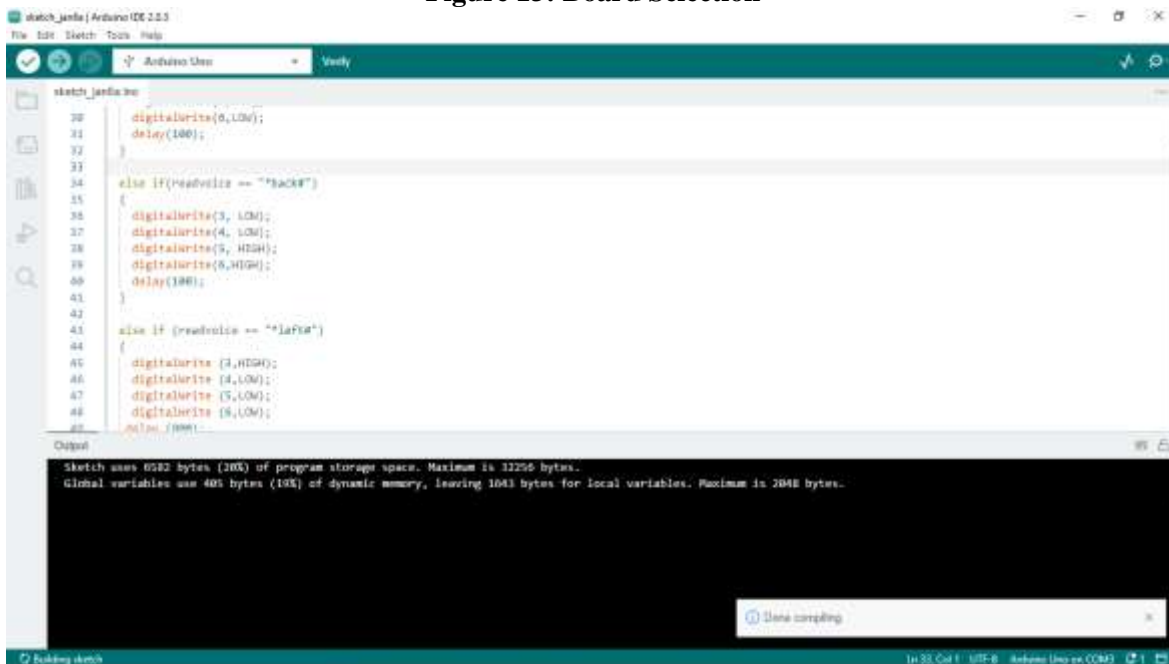 Figure 15: Board Selection
sketch_jan8a | Arduino IDE 2.0.3
File Edit Sketch Tools Help
Arduino Uno Verify
sketch_jan8a.ino
30 digitalWrite(6,LOW);
31 delay(100);
32 }
33
34 else if(readvoice == "*back#")
35 {
36 digitalWrite(3, LOW);
37 digitalWrite(4, LOW);
38 digitalWrite(5, HIGH);
39 digitalWrite(6,HIGH);
40 delay(100);
41 }
42
43 else if (readvoice == "*left#")
44 {
45 digitalWrite (3,HIGH);
46 digitalWrite (4,LOW);
47 digitalWrite (5,LOW);
48 digitalWrite (6,LOW);
49 delay
Output
Sketch uses 6582 bytes (20%) of program storage space. Maximum is 32256 bytes.
Global variables use 405 bytes (19%) of dynamic memory, leaving 1643 bytes for local variables. Maximum is 2048 bytes.
Done compiling.
Building sketch
Ln 33, Col 1 UTF-8 Arduino Uno on COM3 1